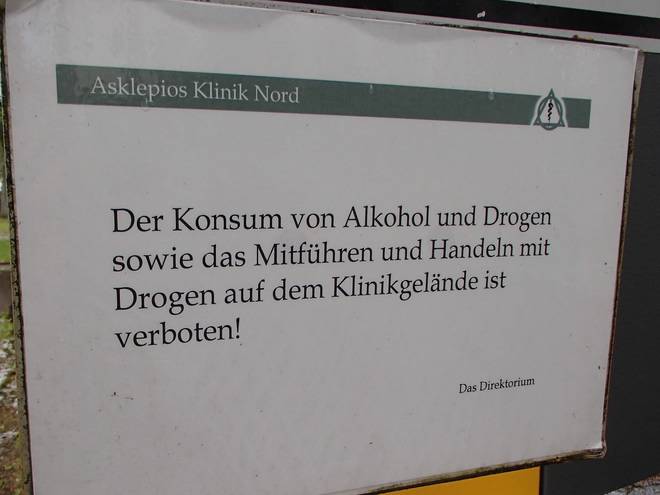 Asklepios Klinik Nord
Der Konsum von Alkohol und Drogen
sowie das Mitführen und Handeln mit
Drogen auf dem Klinikgelände ist
verboten!
Das Direktorium